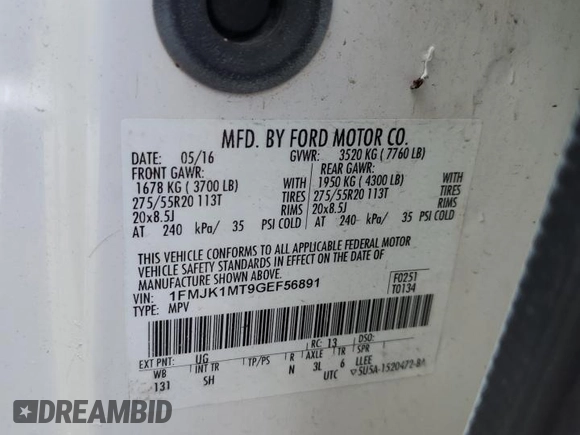 MFD. BY FORD MOTOR CO.
DATE: 05/16 GVWR: 3520 KG ( 7760 LB)
FRONT GAWR: REAR GAWR:
1678 KG ( 3700 LB) WITH 1950 KG ( 4300 LB) WITH
275/55R20 113T TIRES 275/55R20 113T TIRES
20x8.5J RIMS 20x8.5J RIMS
AT 240 kPa/ 35 PSI COLD AT 240 kPa/ 35 PSI COLD
THIS VEHICLE CONFORMS TO ALL APPLICABLE FEDERAL MOTOR
VEHICLE SAFETY STANDARDS IN EFFECT ON THE DATE OF
MANUFACTURE SHOWN ABOVE.
VIN: 1FMJK1MT9GEF56891 F0251
TYPE: MPV T0134
EXT PNT: UG RC: 13 DSO:
WB INT TR TP/PS R AXLE TR SPR
131 SH N 3L 6 LLEE
UTC 5U5A-1520472-BA
DREAMBID